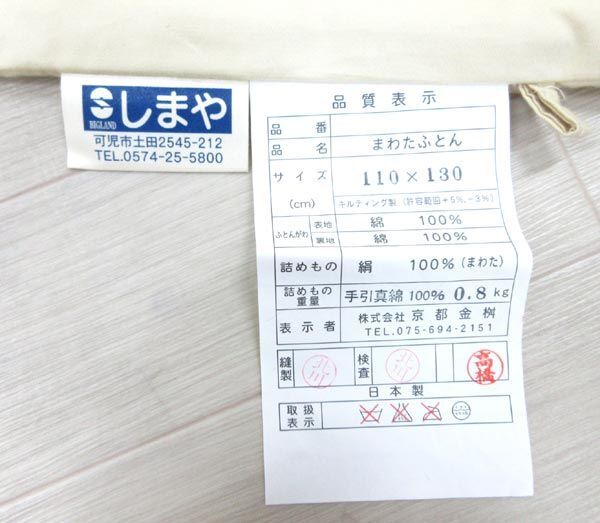 しまや
BIGLAND
可児市土田2545-212
TEL.0574-25-5800
品質表示
品番
品名 まわたふとん
サイズ(cm) 110×130
キルティング製(許容範囲+5%,-3%)
ふとんがわ 表地 綿 100%
裏地 綿 100%
詰めもの 絹 100%(まわた)
詰めもの重量 手引真綿100% 0.8kg
表示者 株式会社 京都金桝
TEL.075-694-2151
縫製 検査 高橋
日本製
取扱表示